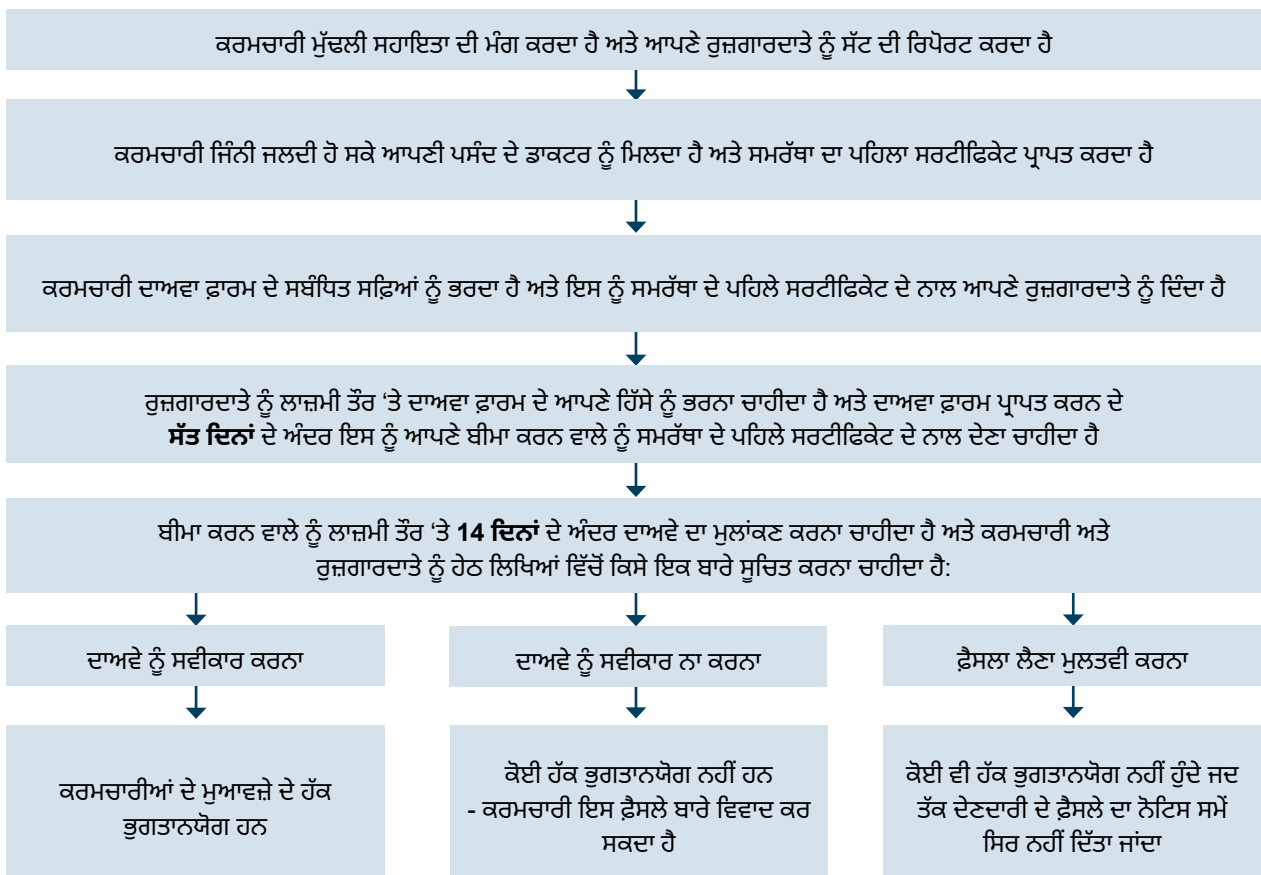 ਕਰਮਚਾਰੀ ਮੁੱਢਲੀ ਸਹਾਇਤਾ ਦੀ ਮੰਗ ਕਰਦਾ ਹੈ ਅਤੇ ਆਪਣੇ ਰੁਜ਼ਗਾਰਦਾਤੇ ਨੂੰ ਸੱਟ ਦੀ ਰਿਪੋਰਟ ਕਰਦਾ ਹੈ
ਕਰਮਚਾਰੀ ਜਿੰਨੀ ਜਲਦੀ ਹੋ ਸਕੇ ਆਪਣੀ ਪਸੰਦ ਦੇ ਡਾਕਟਰ ਨੂੰ ਮਿਲਦਾ ਹੈ ਅਤੇ ਸਮਰੱਥਾ ਦਾ ਪਹਿਲਾ ਸਰਟੀਫਿਕੇਟ ਪ੍ਰਾਪਤ ਕਰਦਾ ਹੈ
ਕਰਮਚਾਰੀ ਦਾਅਵਾ ਫ਼ਾਰਮ ਦੇ ਸਬੰਧਿਤ ਸਫ਼ਿਆਂ ਨੂੰ ਭਰਦਾ ਹੈ ਅਤੇ ਇਸ ਨੂੰ ਸਮਰੱਥਾ ਦੇ ਪਹਿਲੇ ਸਰਟੀਫਿਕੇਟ ਦੇ ਨਾਲ ਆਪਣੇ ਰੁਜ਼ਗਾਰਦਾਤੇ ਨੂੰ ਦਿੰਦਾ ਹੈ
ਰੁਜ਼ਗਾਰਦਾਤੇ ਨੂੰ ਲਾਜ਼ਮੀ ਤੌਰ ‘ਤੇ ਦਾਅਵਾ ਫ਼ਾਰਮ ਦੇ ਆਪਣੇ ਹਿੱਸੇ ਨੂੰ ਭਰਨਾ ਚਾਹੀਦਾ ਹੈ ਅਤੇ ਦਾਅਵਾ ਫ਼ਾਰਮ ਪ੍ਰਾਪਤ ਕਰਨ ਦੇ
ਸੱਤ ਦਿਨਾਂ ਦੇ ਅੰਦਰ ਇਸ ਨੂੰ ਆਪਣੇ ਬੀਮਾ ਕਰਨ ਵਾਲੇ ਨੂੰ ਸਮਰੱਥਾ ਦੇ ਪਹਿਲੇ ਸਰਟੀਫਿਕੇਟ ਦੇ ਨਾਲ ਦੇਣਾ ਚਾਹੀਦਾ ਹੈ
ਬੀਮਾ ਕਰਨ ਵਾਲੇ ਨੂੰ ਲਾਜ਼ਮੀ ਤੌਰ ‘ਤੇ 14 ਦਿਨਾਂ ਦੇ ਅੰਦਰ ਦਾਅਵੇ ਦਾ ਮੁਲਾਂਕਣ ਕਰਨਾ ਚਾਹੀਦਾ ਹੈ ਅਤੇ ਕਰਮਚਾਰੀ ਅਤੇ
ਰੁਜ਼ਗਾਰਦਾਤੇ ਨੂੰ ਹੇਠ ਲਿਖਿਆਂ ਵਿੱਚੋਂ ਕਿਸੇ ਇਕ ਬਾਰੇ ਸੂਚਿਤ ਕਰਨਾ ਚਾਹੀਦਾ ਹੈ:
ਦਾਅਵੇ ਨੂੰ ਸਵੀਕਾਰ ਕਰਨਾ
ਦਾਅਵੇ ਨੂੰ ਸਵੀਕਾਰ ਨਾ ਕਰਨਾ
ਫ਼ੈਸਲਾ ਲੈਣਾ ਮੁਲਤਵੀ ਕਰਨਾ
ਕਰਮਚਾਰੀਆਂ ਦੇ ਮੁਆਵਜ਼ੇ ਦੇ ਹੱਕ
ਭੁਗਤਾਨਯੋਗ ਹਨ
ਕੋਈ ਹੱਕ ਭੁਗਤਾਨਯੋਗ ਨਹੀਂ ਹਨ
- ਕਰਮਚਾਰੀ ਇਸ ਫ਼ੈਸਲੇ ਬਾਰੇ ਵਿਵਾਦ ਕਰ
ਸਕਦਾ ਹੈ
ਕੋਈ ਵੀ ਹੱਕ ਭੁਗਤਾਨਯੋਗ ਨਹੀਂ ਹੁੰਦੇ ਜਦ
ਤੱਕ ਦੇਣਦਾਰੀ ਦੇ ਫ਼ੈਸਲੇ ਦਾ ਨੋਟਿਸ ਸਮੇਂ
ਸਿਰ ਨਹੀਂ ਦਿੱਤਾ ਜਾਂਦਾ